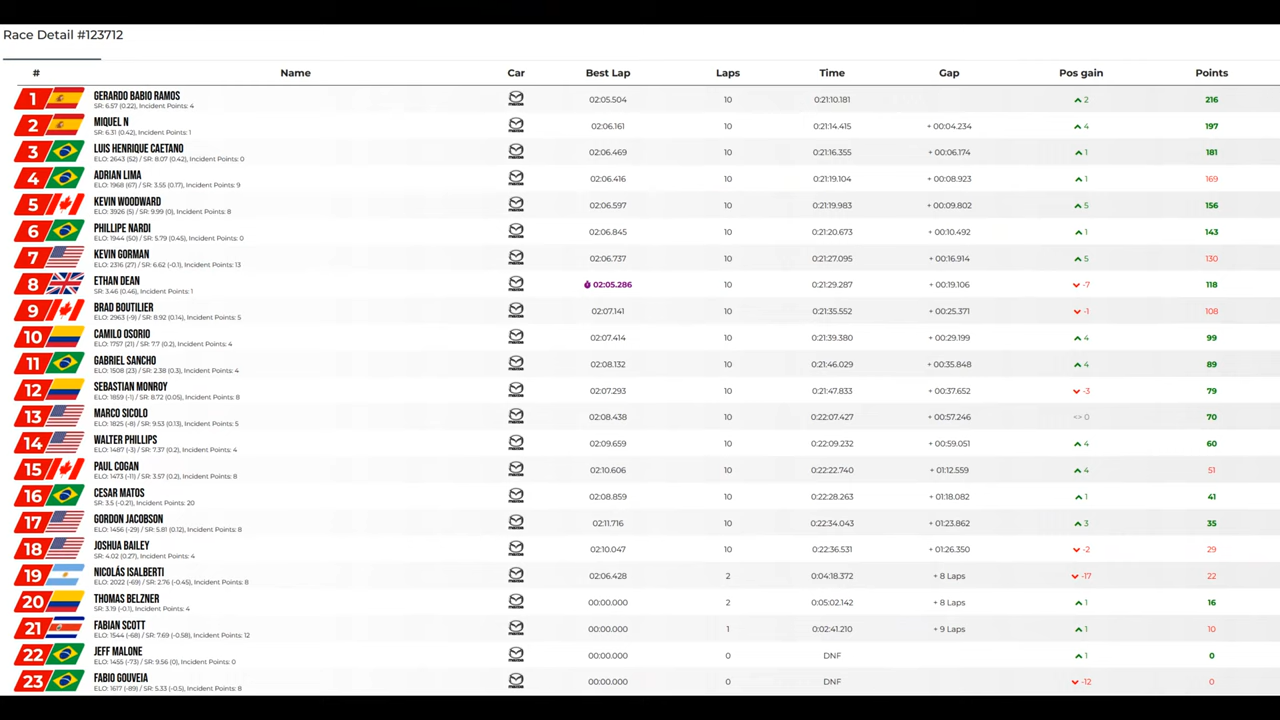 Race Detail #123712
# Name Car Best Lap Laps Time Gap Pos gain Points
1 GERARDO BABIO RAMOS 02:05.504 10 0:21:10.181 2 216
SR: 6.57 (0.22), Incident Points: 4
2 MIQUEL N 02:06.161 10 0:21:14.415 + 00:04.234 4 197
SR: 6.31 (0.42), Incident Points: 1
3 LUIS HENRIQUE CAETANO 02:06.469 10 0:21:16.355 + 00:06.174 1 181
ELO: 2643 (52) / SR: 8.07 (0.42), Incident Points: 0
4 ADRIAN LIMA 02:06.416 10 0:21:19.104 + 00:08.923 1 169
ELO: 1968 (67) / SR: 3.55 (0.17), Incident Points: 9
5 KEVIN WOODWARD 02:06.597 10 0:21:19.983 + 00:09.802 5 156
ELO: 3926 (5) / SR: 9.99 (0), Incident Points: 8
6 PHILLIPE NARDI 02:06.845 10 0:21:20.673 + 00:10.492 1 143
ELO: 1944 (50) / SR: 5.79 (0.45), Incident Points: 0
7 KEVIN GORMAN 02:06.737 10 0:21:27.095 + 00:16.914 5 130
ELO: 2316 (27) / SR: 6.62 (-0.1), Incident Points: 13
8 ETHAN DEAN 02:05.286 10 0:21:29.287 + 00:19.106 -7 118
SR: 3.46 (0.46), Incident Points: 1
9 BRAD BOUTILIER 02:07.141 10 0:21:35.552 + 00:25.371 -1 108
ELO: 2963 (-9) / SR: 8.92 (0.14), Incident Points: 5
10 CAMILO OSORIO 02:07.414 10 0:21:39.380 + 00:29.199 4 99
ELO: 1757 (21) / SR: 7.7 (0.2), Incident Points: 4
11 GABRIEL SANCHO 02:08.132 10 0:21:46.029 + 00:35.848 4 89
ELO: 1508 (23) / SR: 2.38 (0.3), Incident Points: 4
12 SEBASTIAN MONROY 02:07.293 10 0:21:47.833 + 00:37.652 -3 79
ELO: 1859 (-1) / SR: 8.72 (0.05), Incident Points: 8
13 MARCO SICOLO 02:08.438 10 0:22:07.427 + 00:57.246 <> 0 70
ELO: 1825 (-8) / SR: 9.53 (0.13), Incident Points: 5
14 WALTER PHILLIPS 02:09.659 10 0:22:09.232 + 00:59.051 4 60
ELO: 1487 (-3) / SR: 7.37 (0.2), Incident Points: 4
15 PAUL COGAN 02:10.606 10 0:22:22.740 + 01:12.559 4 51
ELO: 1473 (-11) / SR: 3.57 (0.2), Incident Points: 8
16 CESAR MATOS 02:08.859 10 0:22:28.263 + 01:18.082 1 41
SR: 3.5 (-0.21), Incident Points: 20
17 GORDON JACOBSON 02:11.716 10 0:22:34.043 + 01:23.862 3 35
ELO: 1456 (-29) / SR: 5.81 (0.12), Incident Points: 8
18 JOSHUA BAILEY 02:10.047 10 0:22:36.531 + 01:26.350 -2 29
SR: 4.02 (0.27), Incident Points: 4
19 NICOLÁS ISALBERTI 02:06.428 2 0:04:18.372 + 8 Laps -17 22
ELO: 2022 (-69) / SR: 2.76 (-0.45), Incident Points: 8
20 THOMAS BELZNER 00:00.000 2 0:05:02.142 + 8 Laps 1 16
SR: 3.19 (-0.1), Incident Points: 4
21 FABIAN SCOTT 00:00.000 1 0:02:41.210 + 9 Laps 1 10
ELO: 1544 (-68) / SR: 7.69 (-0.58), Incident Points: 12
22 JEFF MALONE 00:00.000 0 DNF 1 0
ELO: 1455 (-73) / SR: 9.56 (0), Incident Points: 0
23 FABIO GOUVEIA 00:00.000 0 DNF -12 0
ELO: 1617 (-89) / SR: 5.33 (-0.5), Incident Points: 8